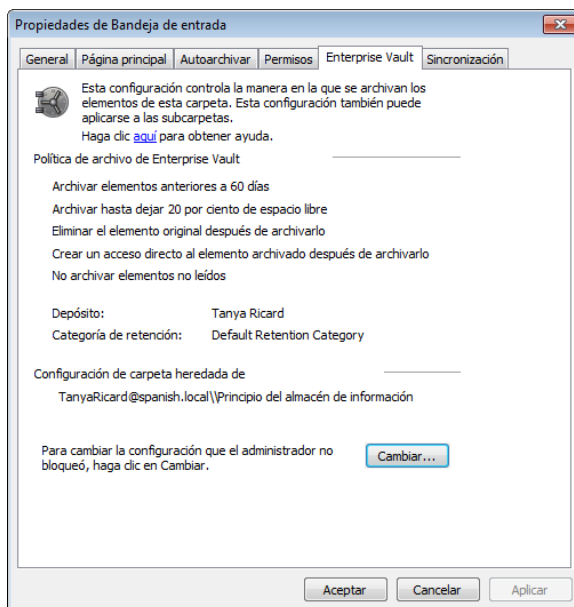 Propiedades de Bandeja de entrada
General
Página principal
Autoarchivar
Permisos
Enterprise Vault
Sincronización
Esta configuración controla la manera en la que se archivan los
elementos de esta carpeta. Esta configuración también puede
aplicarse a las subcarpetas.
Haga clic aquí para obtener ayuda.
Política de archivo de Enterprise Vault
Archivar elementos anteriores a 60 días
Archivar hasta dejar 20 por ciento de espacio libre
Eliminar el elemento original después de archivarlo
Crear un acceso directo al elemento archivado después de archivarlo
No archivar elementos no leídos
Depósito: Tanya Ricard
Categoría de retención: Default Retention Category
Configuración de carpeta heredada de
TanyaRicard@spanish.local\\Principio del almacén de información
Para cambiar la configuración que el administrador no
bloqueó, haga clic en Cambiar.
Cambiar...
Aceptar
Cancelar
Aplicar